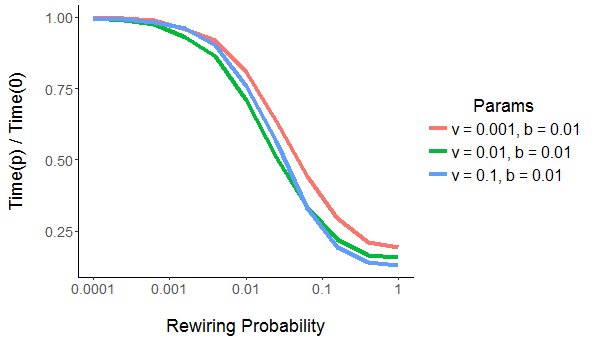 Time(p) / Time(0)
1.00
0.75
0.50
0.25
0.0001 0.001 0.01 0.1 1
Rewiring Probability
Params
v = 0.001, b = 0.01
v = 0.01, b = 0.01
v = 0.1, b = 0.01